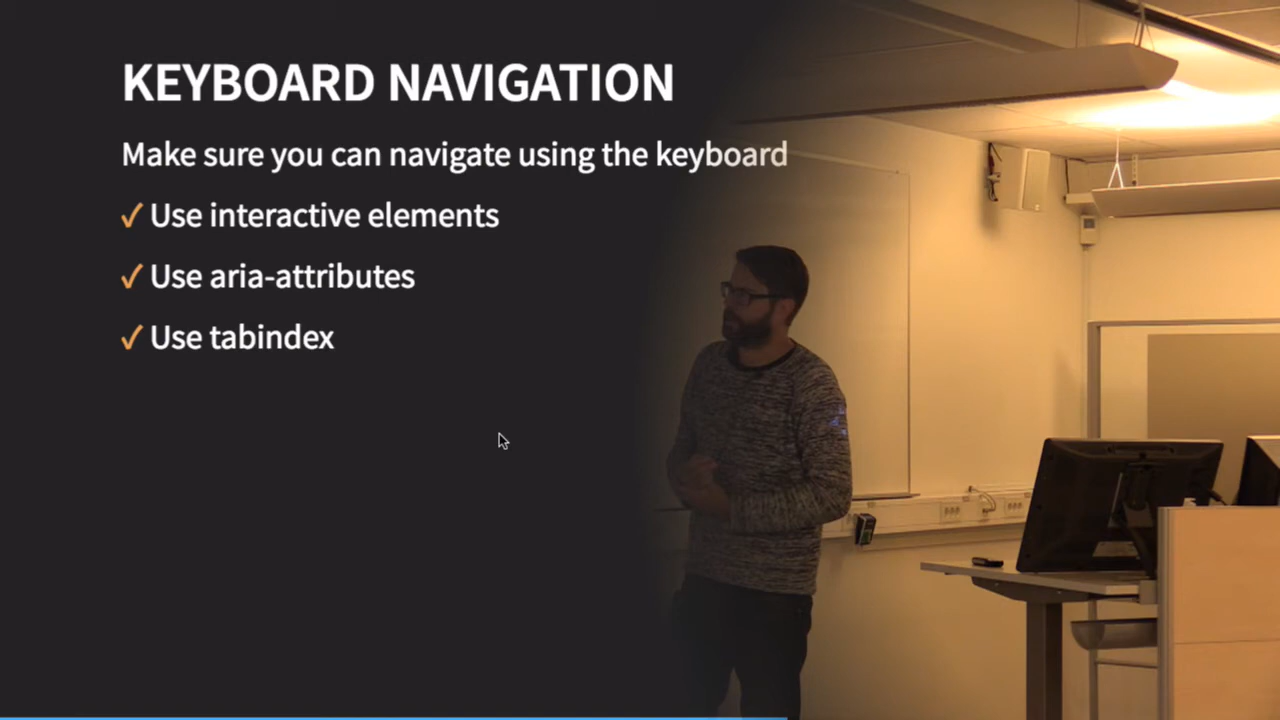 KEYBOARD NAVIGATION
Make sure you can navigate using the keyboard
✓ Use interactive elements
✓ Use aria-attributes
✓ Use tabindex